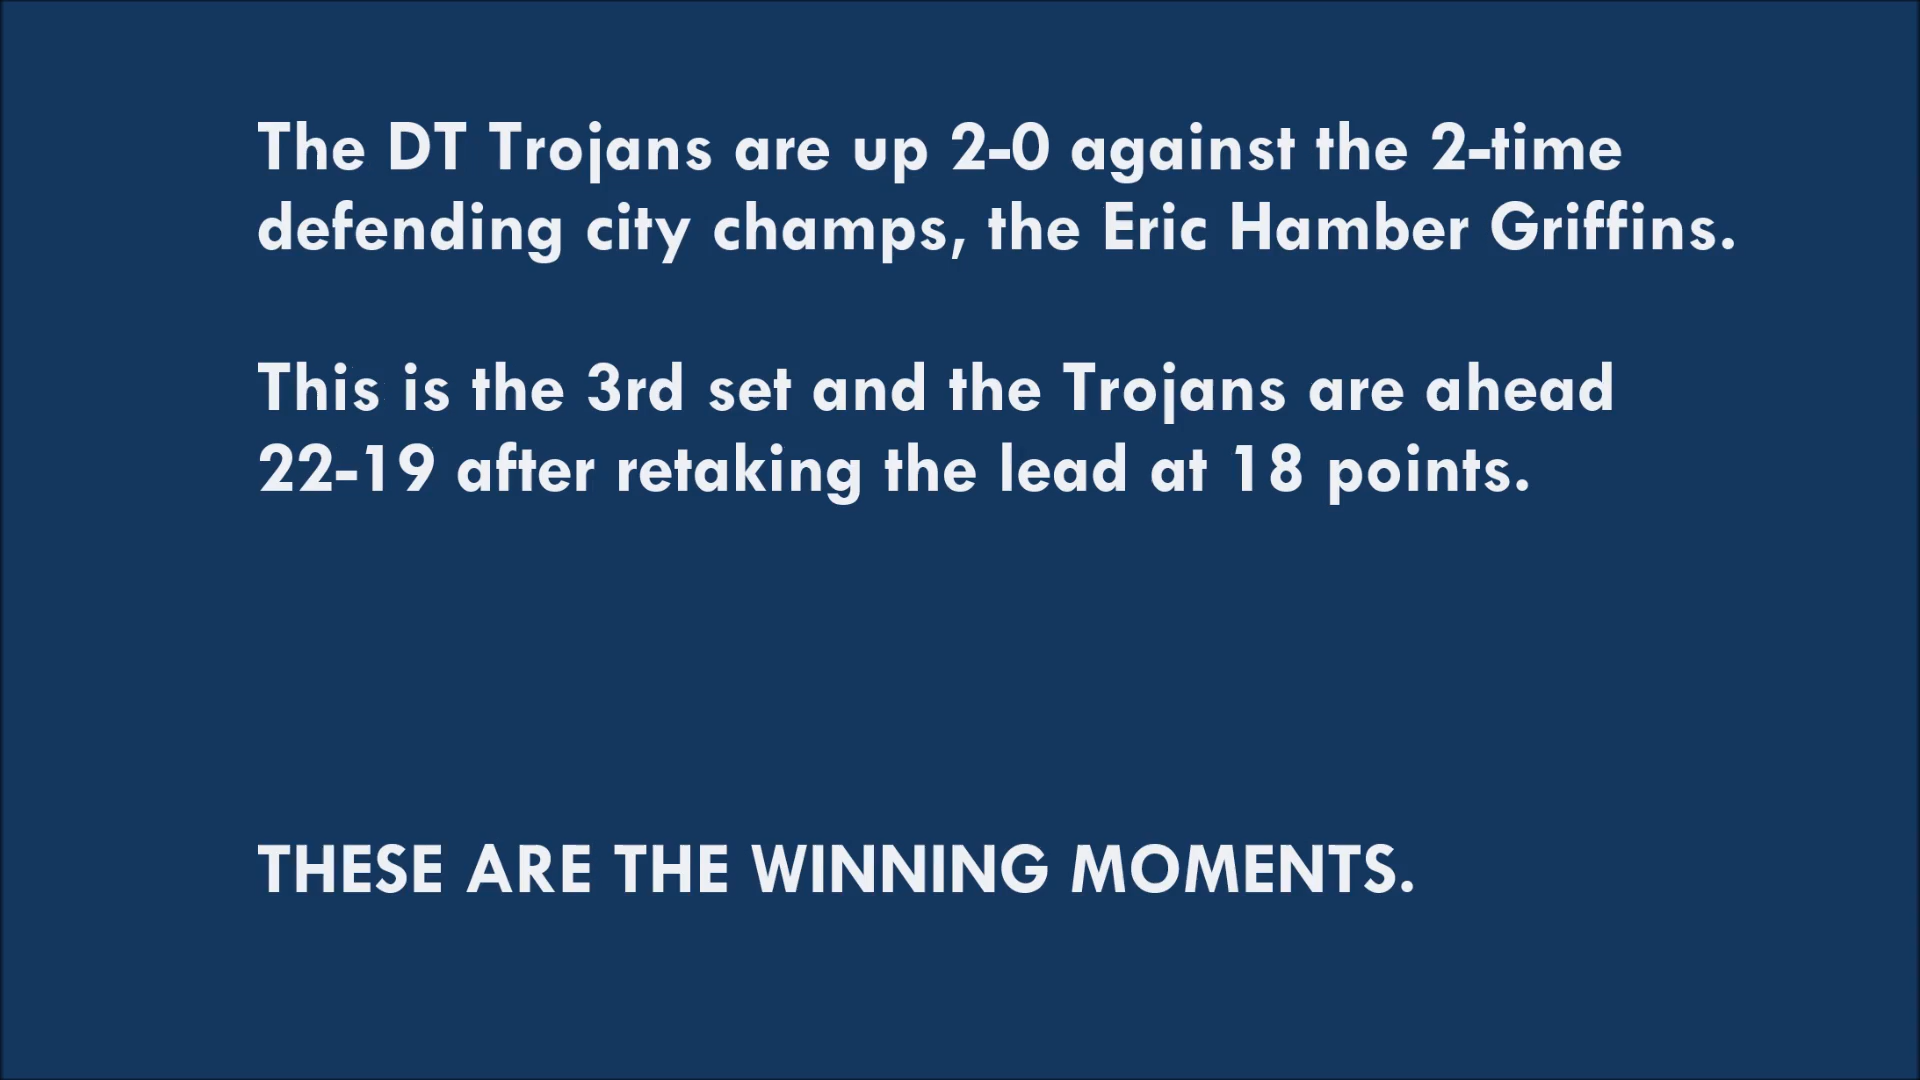 The DT Trojans are up 2-0 against the 2-time
defending city champs, the Eric Hamber Griffins.
This is the 3rd set and the Trojans are ahead
22-19 after retaking the lead at 18 points.
THESE ARE THE WINNING MOMENTS.